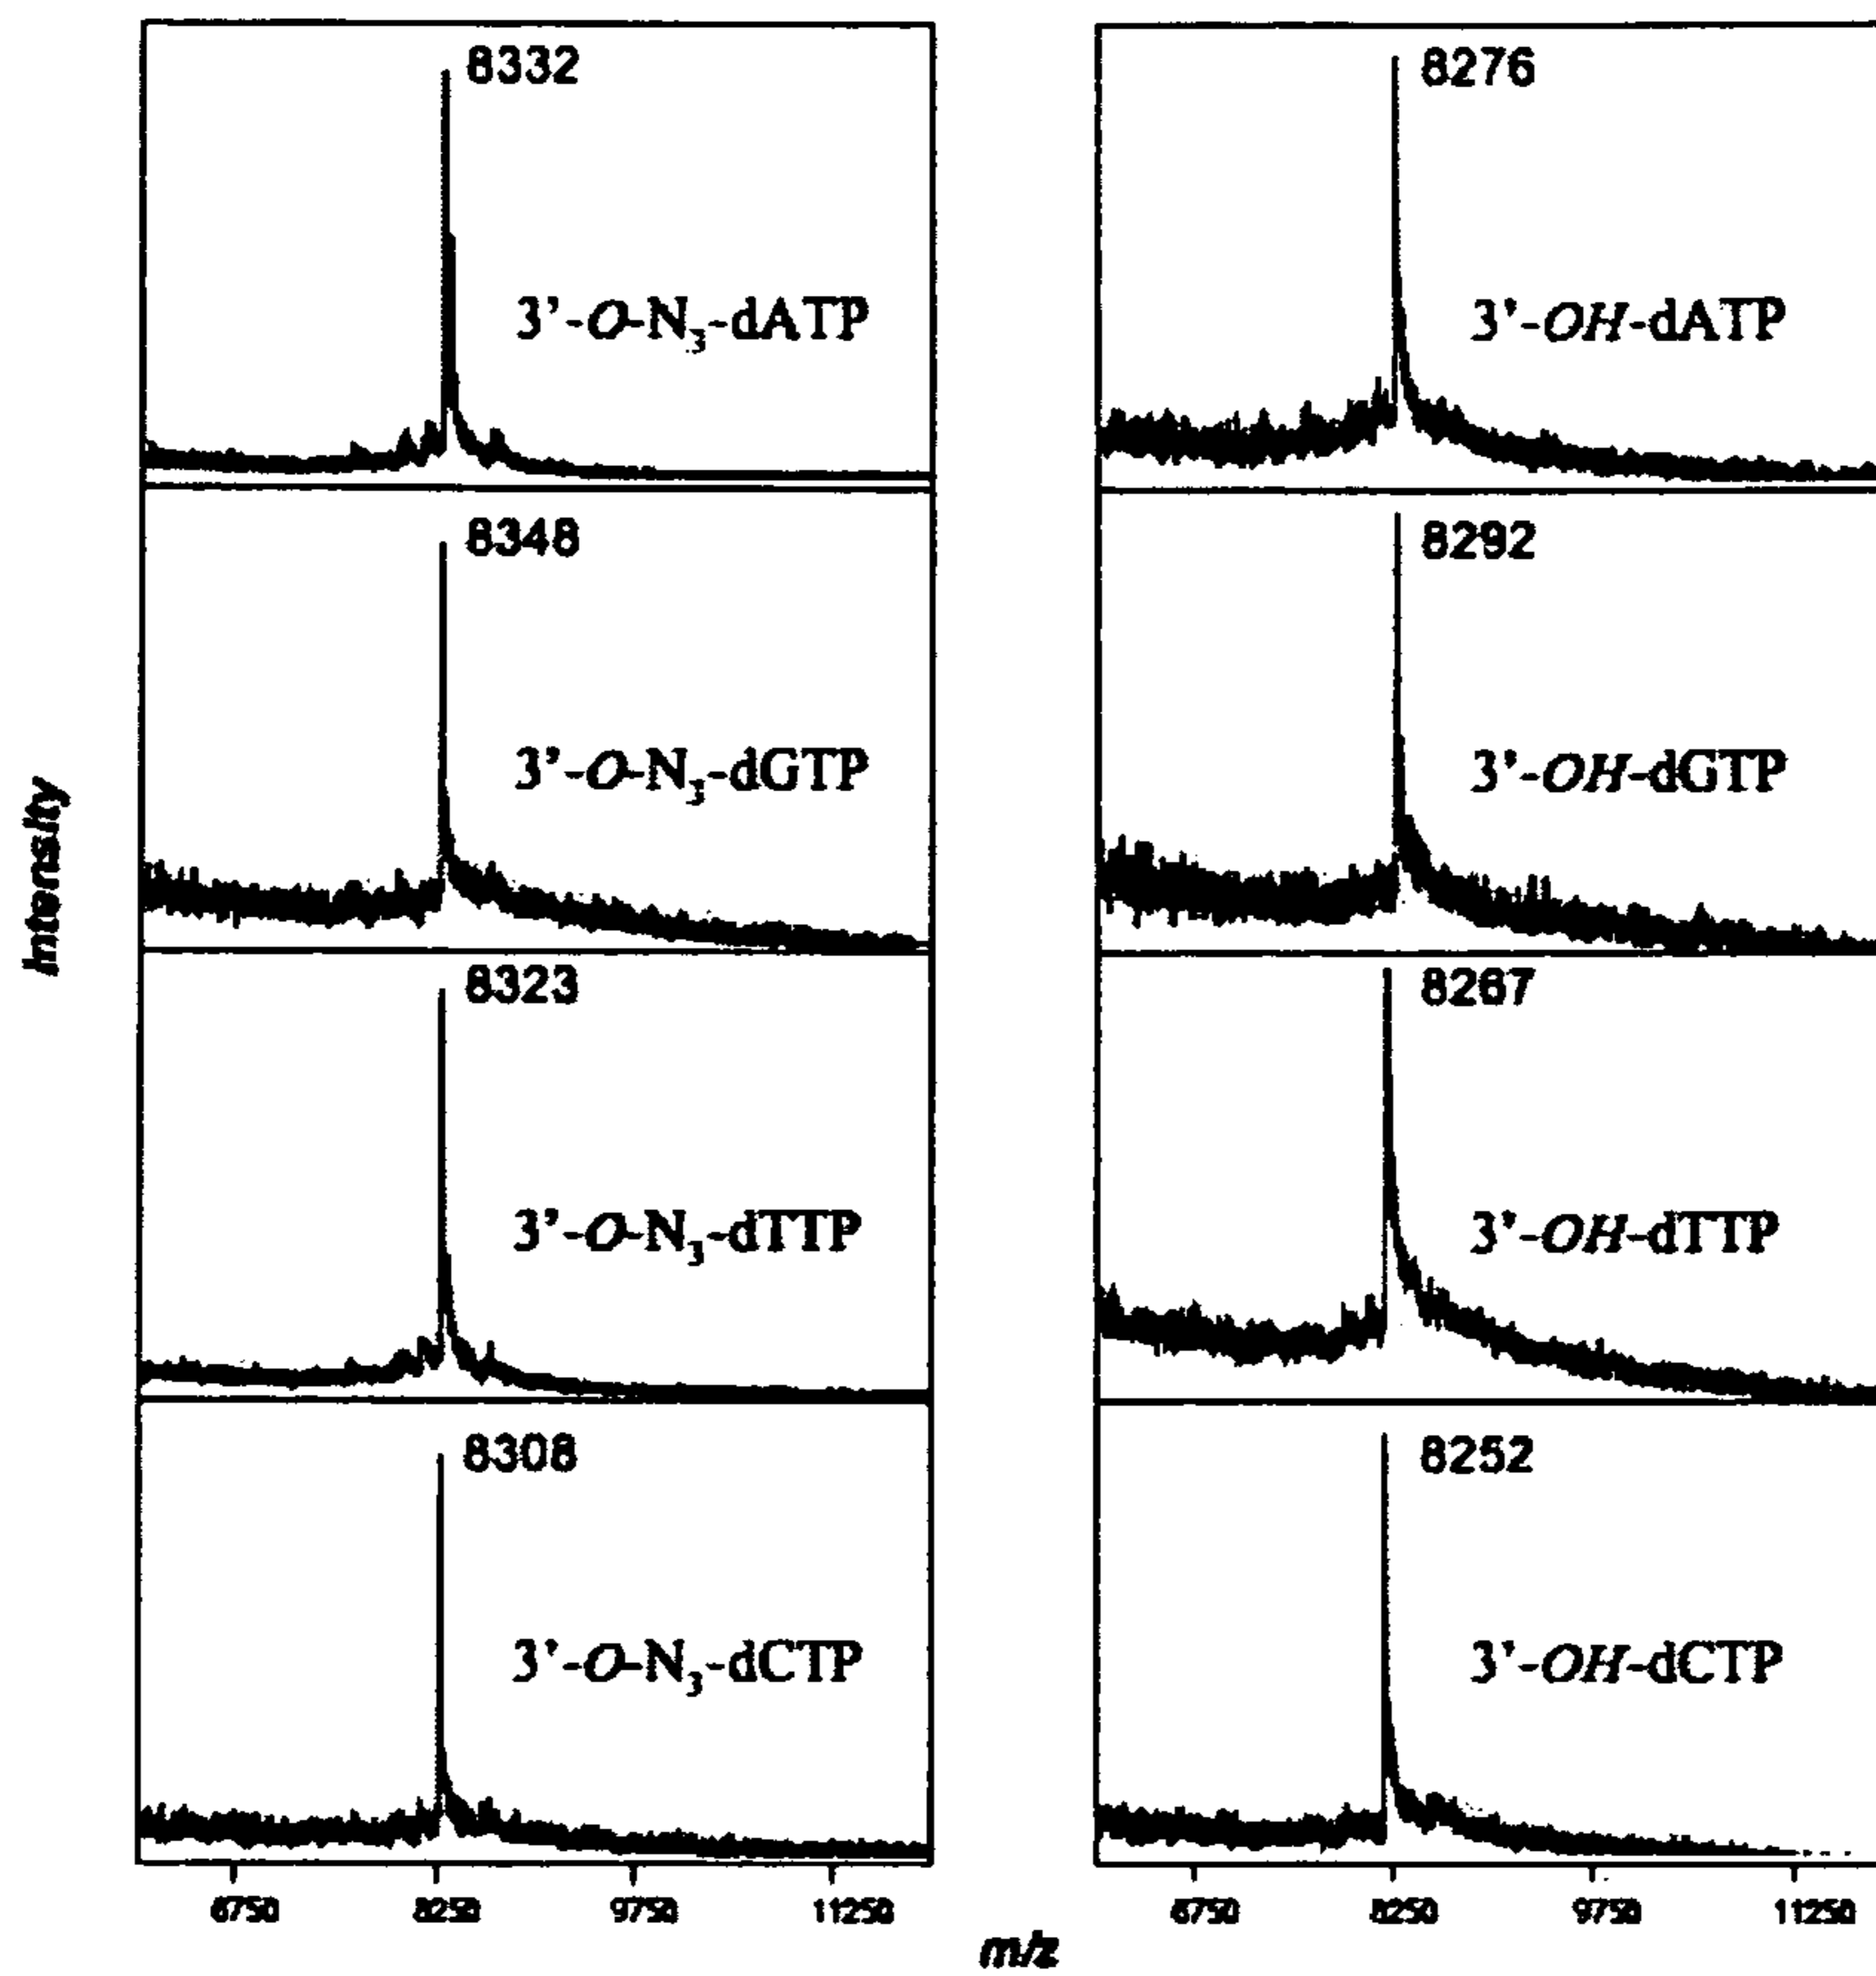 8332
3'-O-N3-dATP
8276
3'-OH-dATP
8348
3'-O-N3-dGTP
8292
3'-OH-dGTP
Intensity
8323
3'-O-N3-dTTP
8267
3'-OH-dTTP
8308
3'-O-N3-dCTP
8252
3'-OH-dCTP
6750 8250 9750 11250
6750 8250 9750 11250
m/z